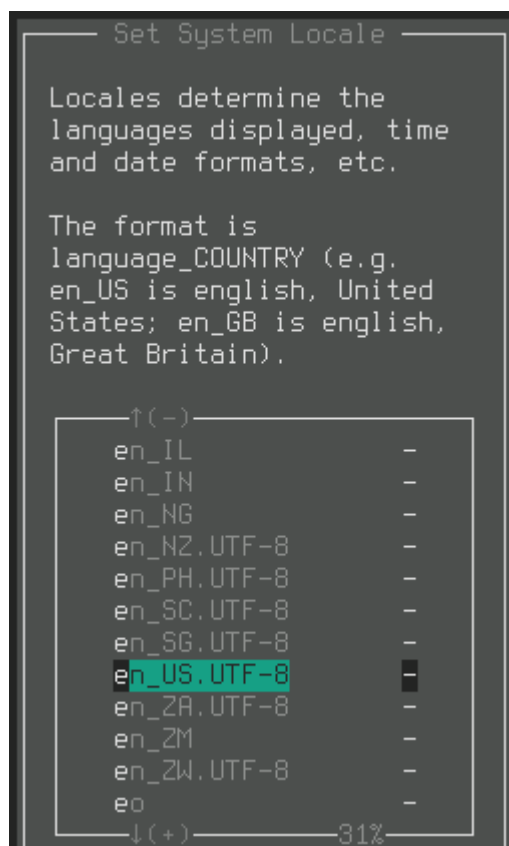 Set System Locale
Locales determine the
languages displayed, time
and date formats, etc.
The format is
language_COUNTRY (e.g.
en_US is english, United
States; en_GB is english,
Great Britain).
↑(-)
en_IL -
en_IN -
en_NG -
en_NZ.UTF-8 -
en_PH.UTF-8 -
en_SC.UTF-8 -
en_SG.UTF-8 -
en_US.UTF-8 -
en_ZA.UTF-8 -
en_ZM -
en_ZW.UTF-8 -
eo -
↓(+) 31%